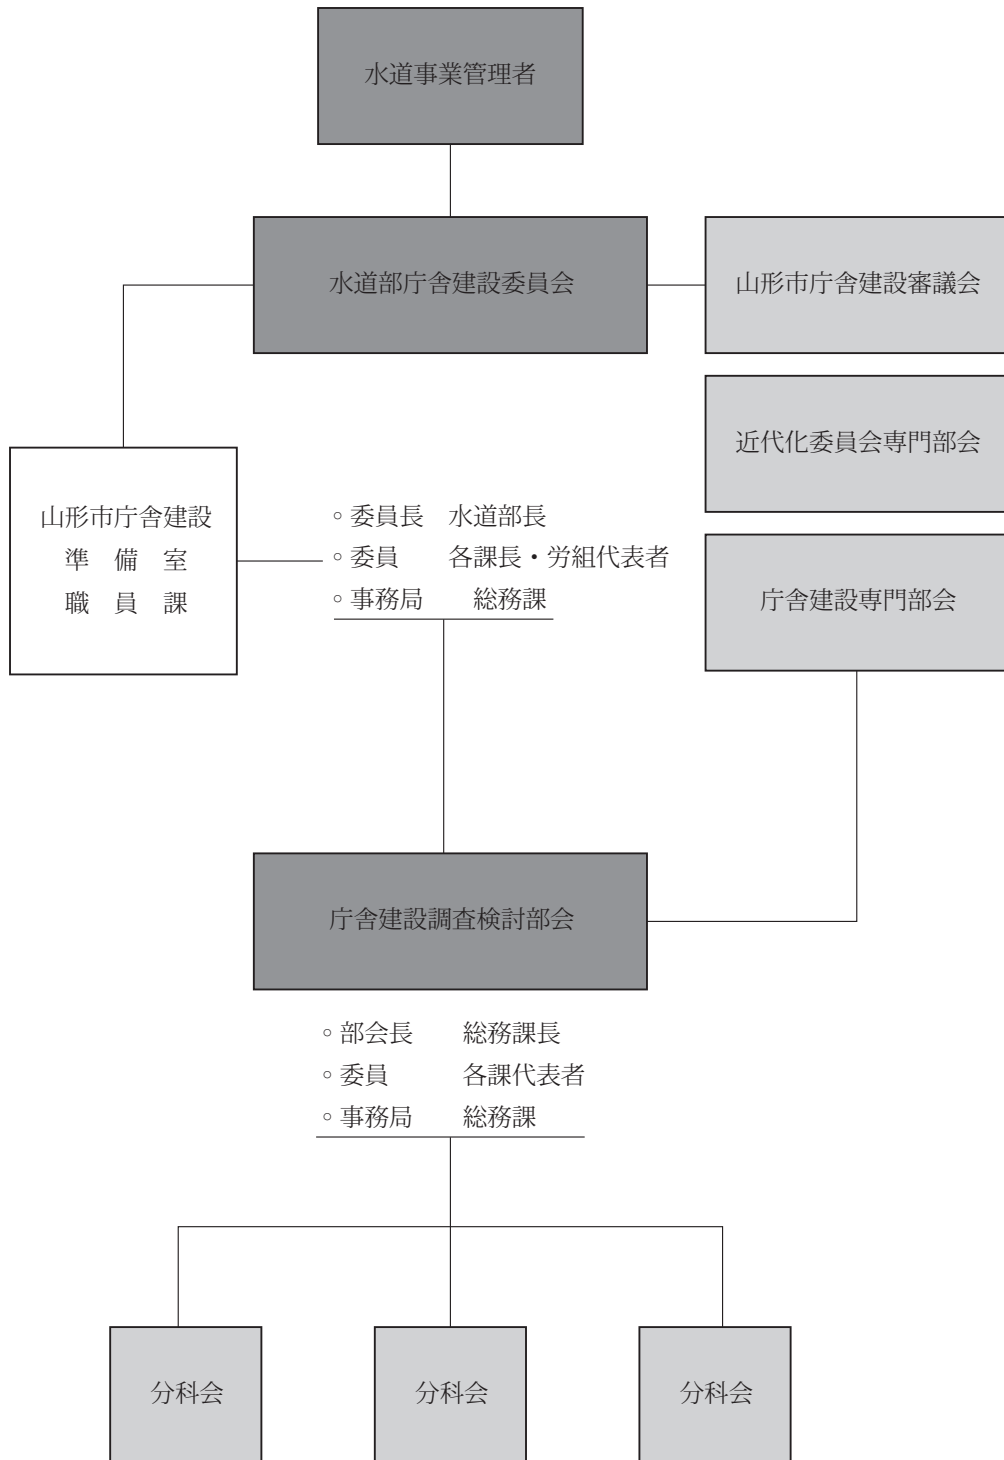 水道事業管理者
水道部庁舎建設委員会
山形市庁舎建設審議会
近代化委員会専門部会
山形市庁舎建設
準　備　室
職　員　課
◦委員長　水道部長
◦委員　　各課長・労組代表者
◦事務局　　総務課
庁舎建設専門部会
庁舎建設調査検討部会
◦部会長　　総務課長
◦委員　　　各課代表者
◦事務局　　総務課
分科会
分科会
分科会